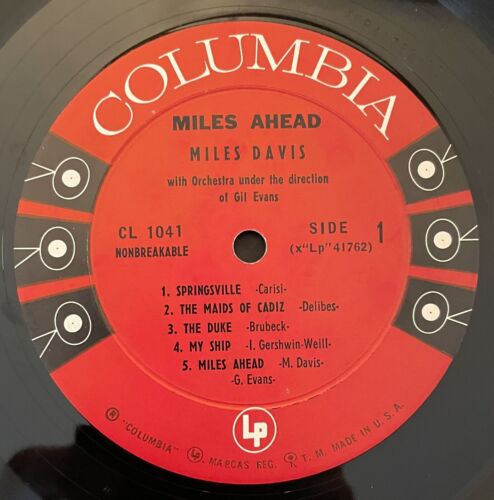 COLUMBIA
MILES AHEAD
MILES DAVIS
with Orchestra under the direction
of Gil Evans
CL 1041
NONBREAKABLE
SIDE 1
(x"Lp"41762)
1. SPRINGSVILLE -Carisi-
2. THE MAIDS OF CADIZ -Delibes-
3. THE DUKE -Brubeck-
4. MY SHIP -I. Gershwin-Weill-
5. MILES AHEAD -M. Davis-
-G. Evans-
Lp
® "COLUMBIA" ℗. MARCAS REG. ® T. M. MADE IN U. S. A.